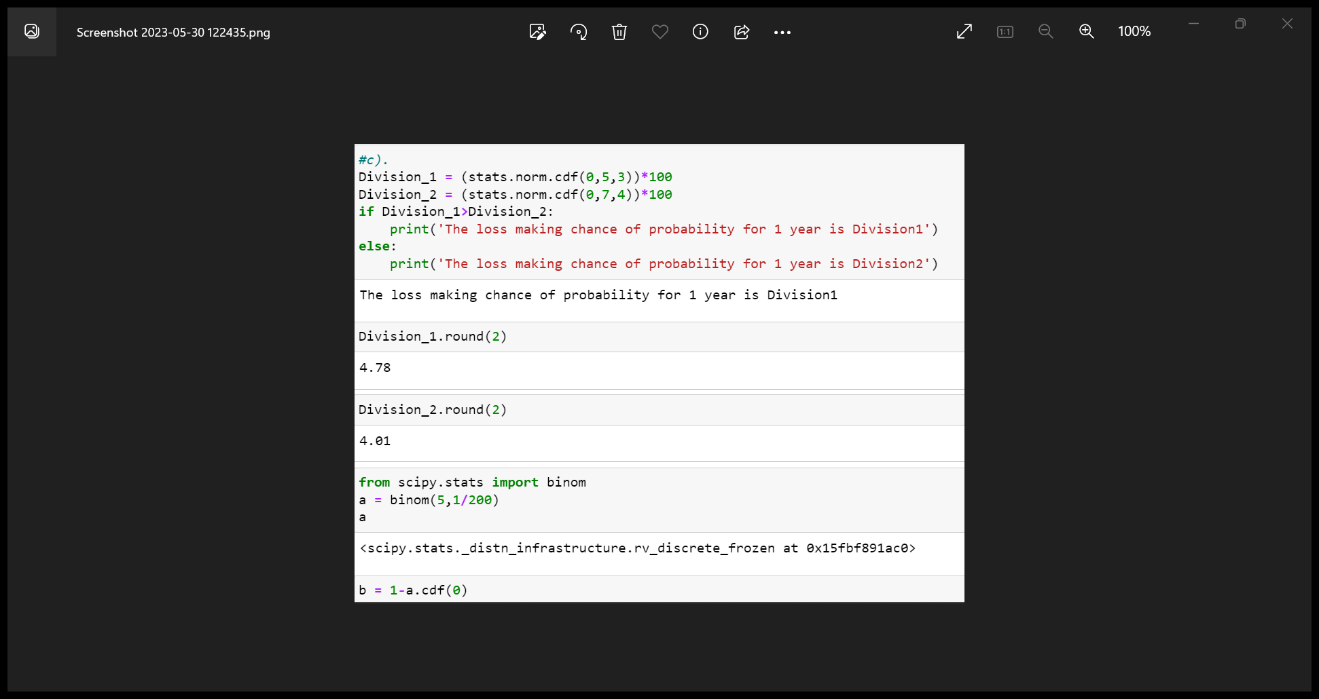 Screenshot 2023-05-30 122435.png
100%
#c).
Division_1 = (stats.norm.cdf(0,5,3))*100
Division_2 = (stats.norm.cdf(0,7,4))*100
if Division_1>Division_2:
    print('The loss making chance of probability for 1 year is Division1')
else:
    print('The loss making chance of probability for 1 year is Division2')
The loss making chance of probability for 1 year is Division1
Division_1.round(2)
4.78
Division_2.round(2)
4.01
from scipy.stats import binom
a = binom(5,1/200)
a
<scipy.stats._distn_infrastructure.rv_discrete_frozen at 0x15fbf891ac0>
b = 1-a.cdf(0)